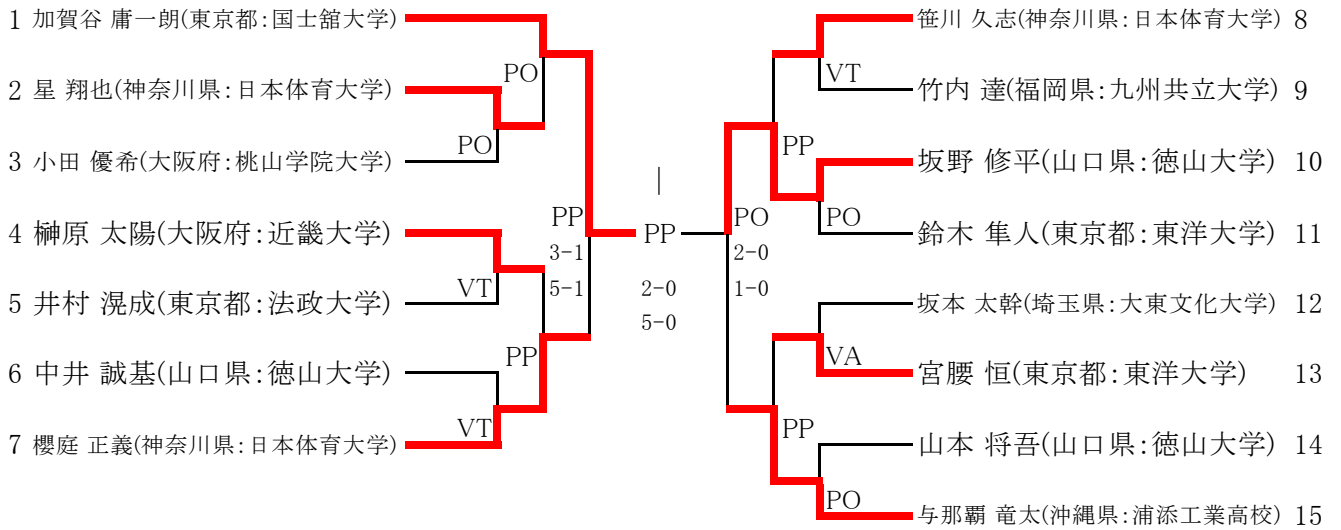 1 加賀谷 庸一朗(東京都:国士舘大学)
PO
2 星 翔也(神奈川県:日本体育大学)
PO
3 小田 優希(大阪府:桃山学院大学)
PP
3-1
5-1
4 榊原 太陽(大阪府:近畿大学)
VT
5 井村 滉成(東京都:法政大学)
PP
6 中井 誠基(山口県:徳山大学)
VT
7 櫻庭 正義(神奈川県:日本体育大学)
|
PP
2-0
5-0
笹川 久志(神奈川県:日本体育大学) 8
VT
竹内 達(福岡県:九州共立大学) 9
PP
坂野 修平(山口県:徳山大学) 10
PO
鈴木 隼人(東京都:東洋大学) 11
PO
2-0
1-0
坂本 太幹(埼玉県:大東文化大学) 12
VA
宮腰 恒(東京都:東洋大学) 13
PP
山本 将吾(山口県:徳山大学) 14
PO
与那覇 竜太(沖縄県:浦添工業高校) 15